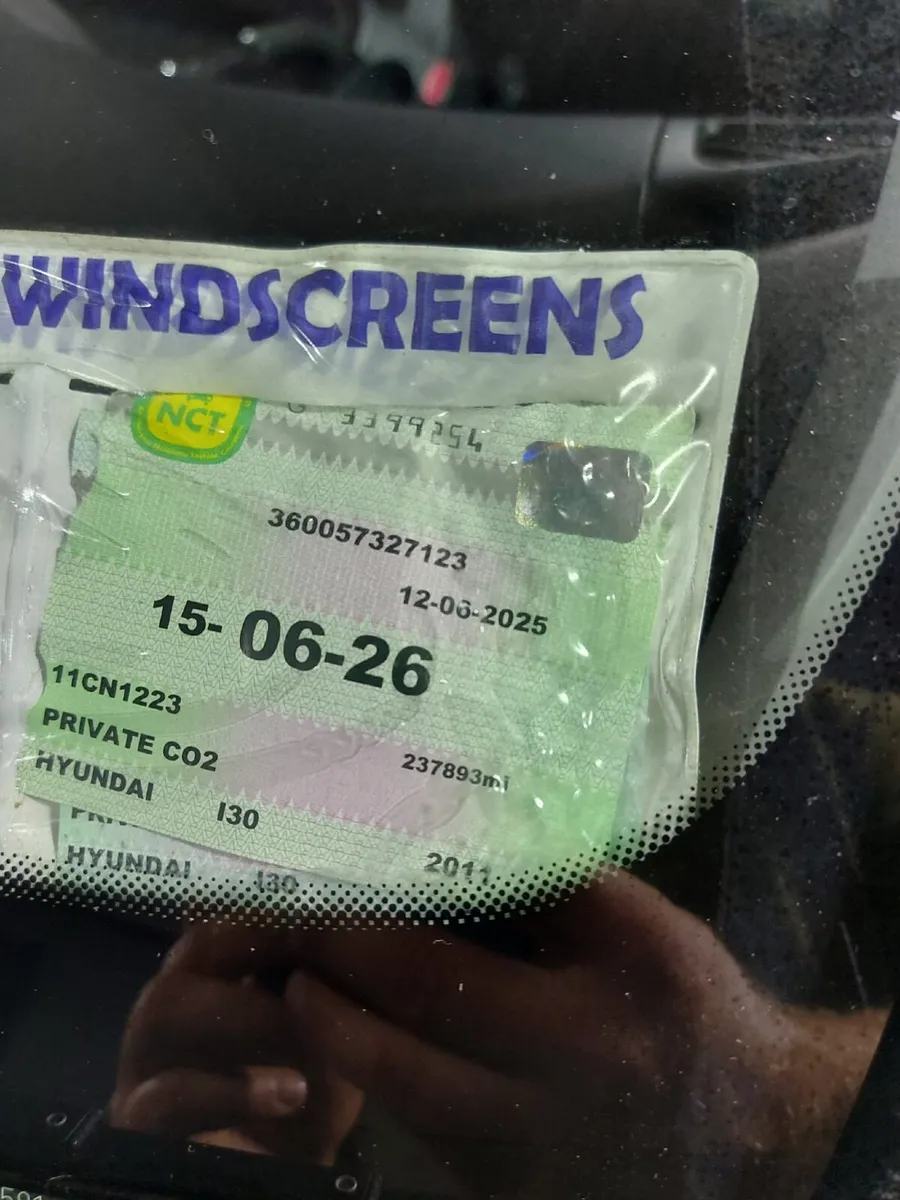 WINDSCREENS
NCT
3399254
360057327123
12-06-2025
15-06-26
11CN1223
PRIVATE CO2
237893mi
HYUNDAI I30
2011
HYUNDAI I30